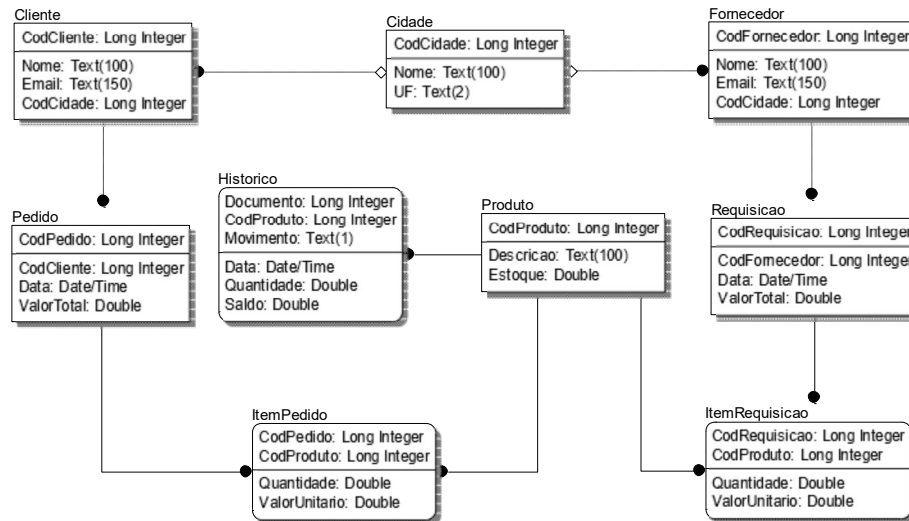 Cliente
CodCliente: Long Integer
Nome: Text(100)
Email: Text(150)
CodCidade: Long Integer
Cidade
CodCidade: Long Integer
Nome: Text(100)
UF: Text(2)
Fornecedor
CodFornecedor: Long Integer
Nome: Text(100)
Email: Text(150)
CodCidade: Long Integer
Pedido
CodPedido: Long Integer
CodCliente: Long Integer
Data: Date/Time
ValorTotal: Double
Historico
Documento: Long Integer
CodProduto: Long Integer
Movimento: Text(1)
Data: Date/Time
Quantidade: Double
Saldo: Double
Produto
CodProduto: Long Integer
Descricao: Text(100)
Estoque: Double
Requisicao
CodRequisicao: Long Integer
CodFornecedor: Long Integer
Data: Date/Time
ValorTotal: Double
ItemPedido
CodPedido: Long Integer
CodProduto: Long Integer
Quantidade: Double
ValorUnitario: Double
ItemRequisicao
CodRequisicao: Long Integer
CodProduto: Long Integer
Quantidade: Double
ValorUnitario: Double